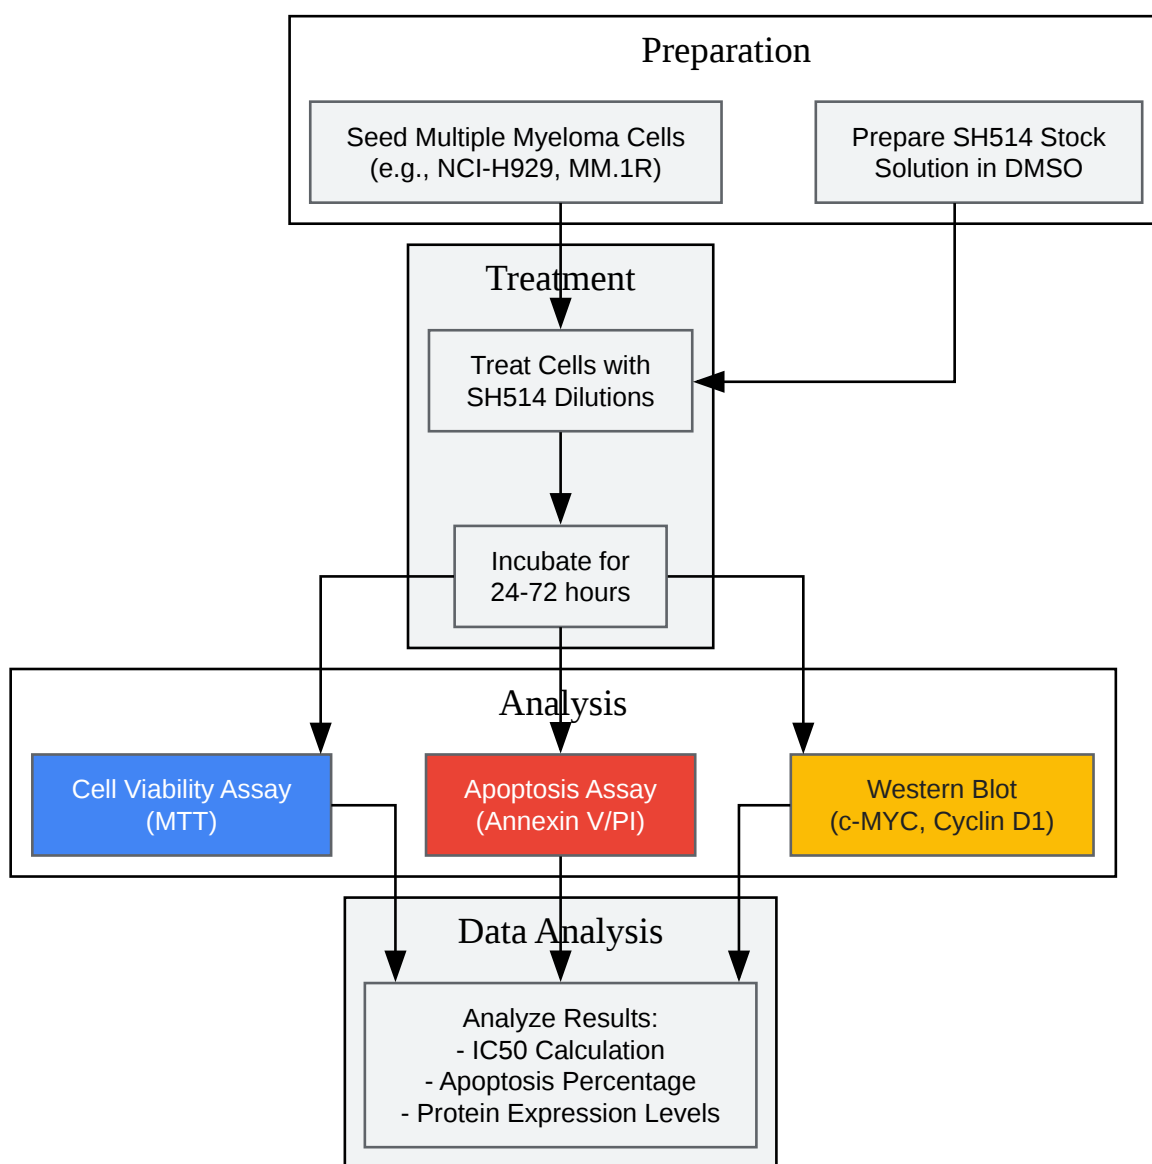 Preparation
Seed Multiple Myeloma Cells
(e.g., NCI-H929, MM.1R)
Prepare SH514 Stock
Solution in DMSO
Treatment
Treat Cells with
SH514 Dilutions
Incubate for
24-72 hours
Analysis
Cell Viability Assay
(MTT)
Apoptosis Assay
(Annexin V/PI)
Western Blot
(c-MYC, Cyclin D1)
Data Analysis
Analyze Results:
- IC50 Calculation
- Apoptosis Percentage
- Protein Expression Levels